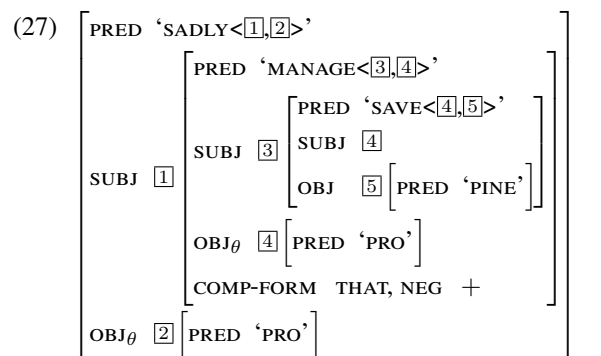 (27) PRED ‘SADLY<1,2>’
PRED ‘MANAGE<3,4>’
PRED ‘SAVE<4,5>’
SUBJ 1 SUBJ 3 SUBJ 4
OBJ 5 [PRED ‘PINE’]
OBJθ 4 [PRED ‘PRO’]
COMP-FORM THAT, NEG +
OBJθ 2 [PRED ‘PRO’]